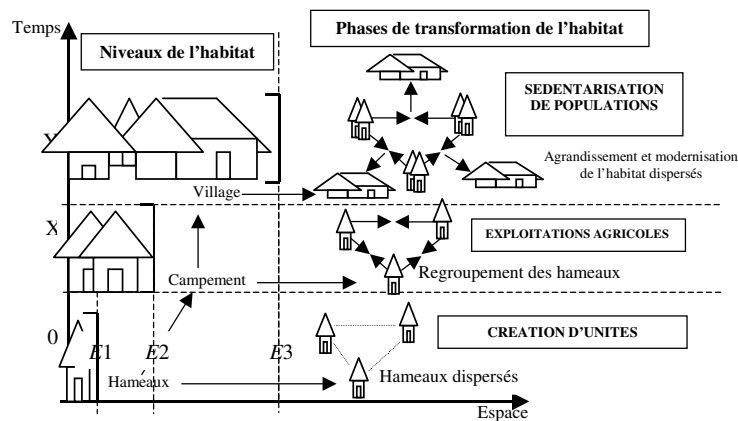 Temps
Niveaux de l'habitat
Phases de transformation de l'habitat
SEDENTARISATION
DE POPULATIONS
Agrandissement et modernisation
de l'habitat dispersés
Village
X
EXPLOITATIONS AGRICOLES
Campement
Regroupement des hameaux
0
E1
E2
E3
CREATION D'UNITES
Hameaux
Hameaux dispersés
Espace